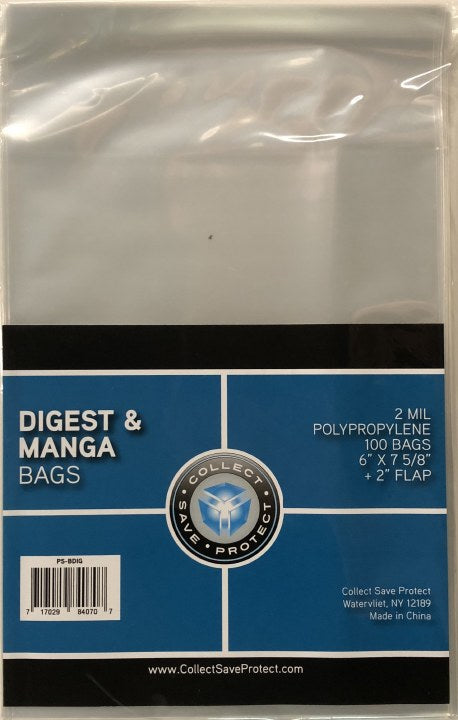 DIGEST &
MANGA
BAGS
2 MIL
POLYPROPYLENE
100 BAGS
6" X 7 5/8"
+ 2" FLAP
COLLECT • SAVE • PROTECT •
PS-BDIG
7 17029 84070 7
Collect Save Protect
Watervliet, NY 12189
Made in China
www.CollectSaveProtect.com